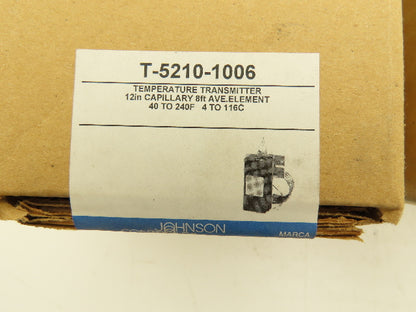 T-5210-1006
TEMPERATURE TRANSMITTER
12in CAPILLARY 8ft AVE.ELEMENT
40 TO 240F 4 TO 116C
JOHNSON
MARCA